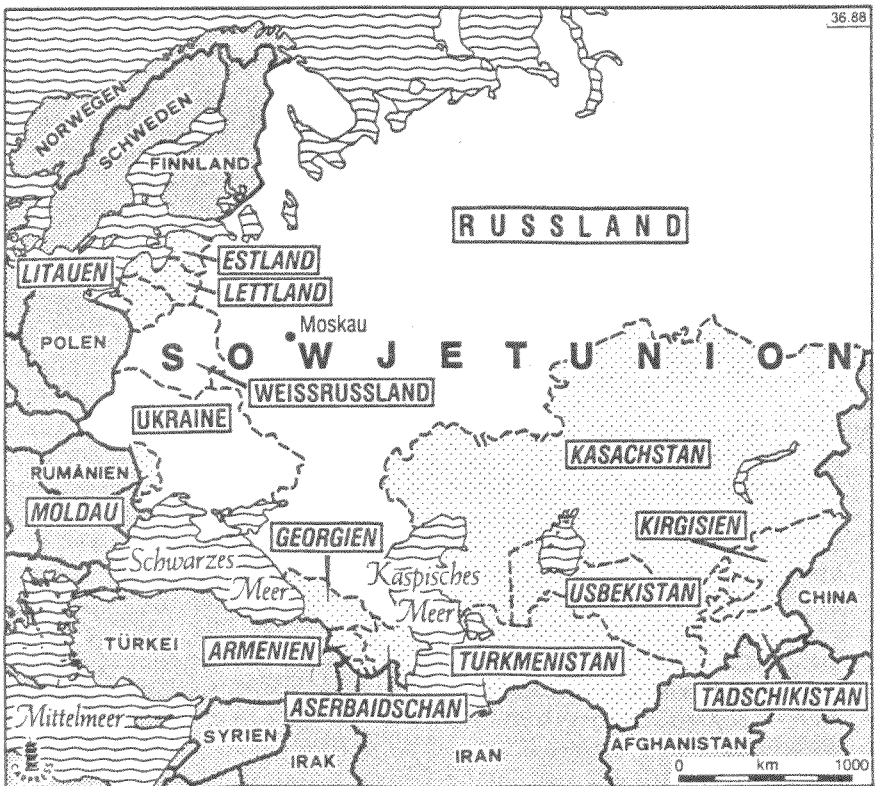 36.88
NORWEGEN
SCHWEDEN
FINNLAND
RUSSLAND
ESTLAND
LITAUEN
LETTLAND
Moskau
POLEN
SOWJETUNION
WEISSRUSSLAND
UKRAINE
KASACHSTAN
RUMÄNIEN
MOLDAU
GEORGIEN
KIRGISIEN
Schwarzes
Meer
Kaspisches
Meer
USBEKISTAN
CHINA
TÜRKEI
ARMENIEN
TURKMENISTAN
TADSCHIKISTAN
ASERBAIDSCHAN
Mittelmeer
SYRIEN
IRAK
IRAN
AFGHANISTAN
0 km 1000